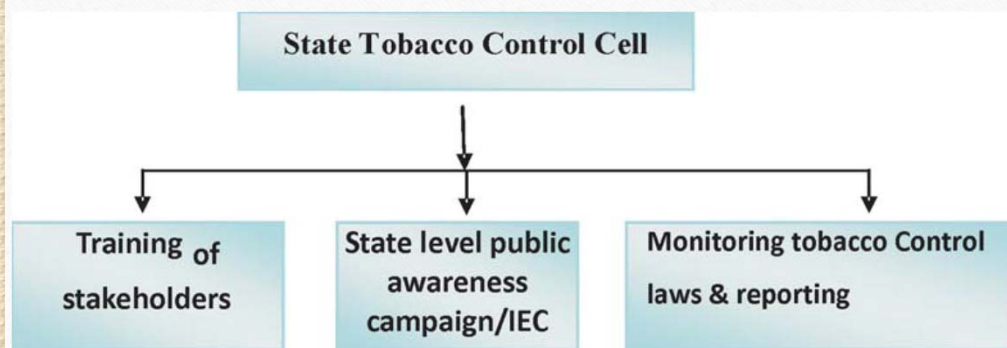 State Tobacco Control Cell
Training of
stakeholders
State level public
awareness
campaign/IEC
Monitoring tobacco Control
laws & reporting